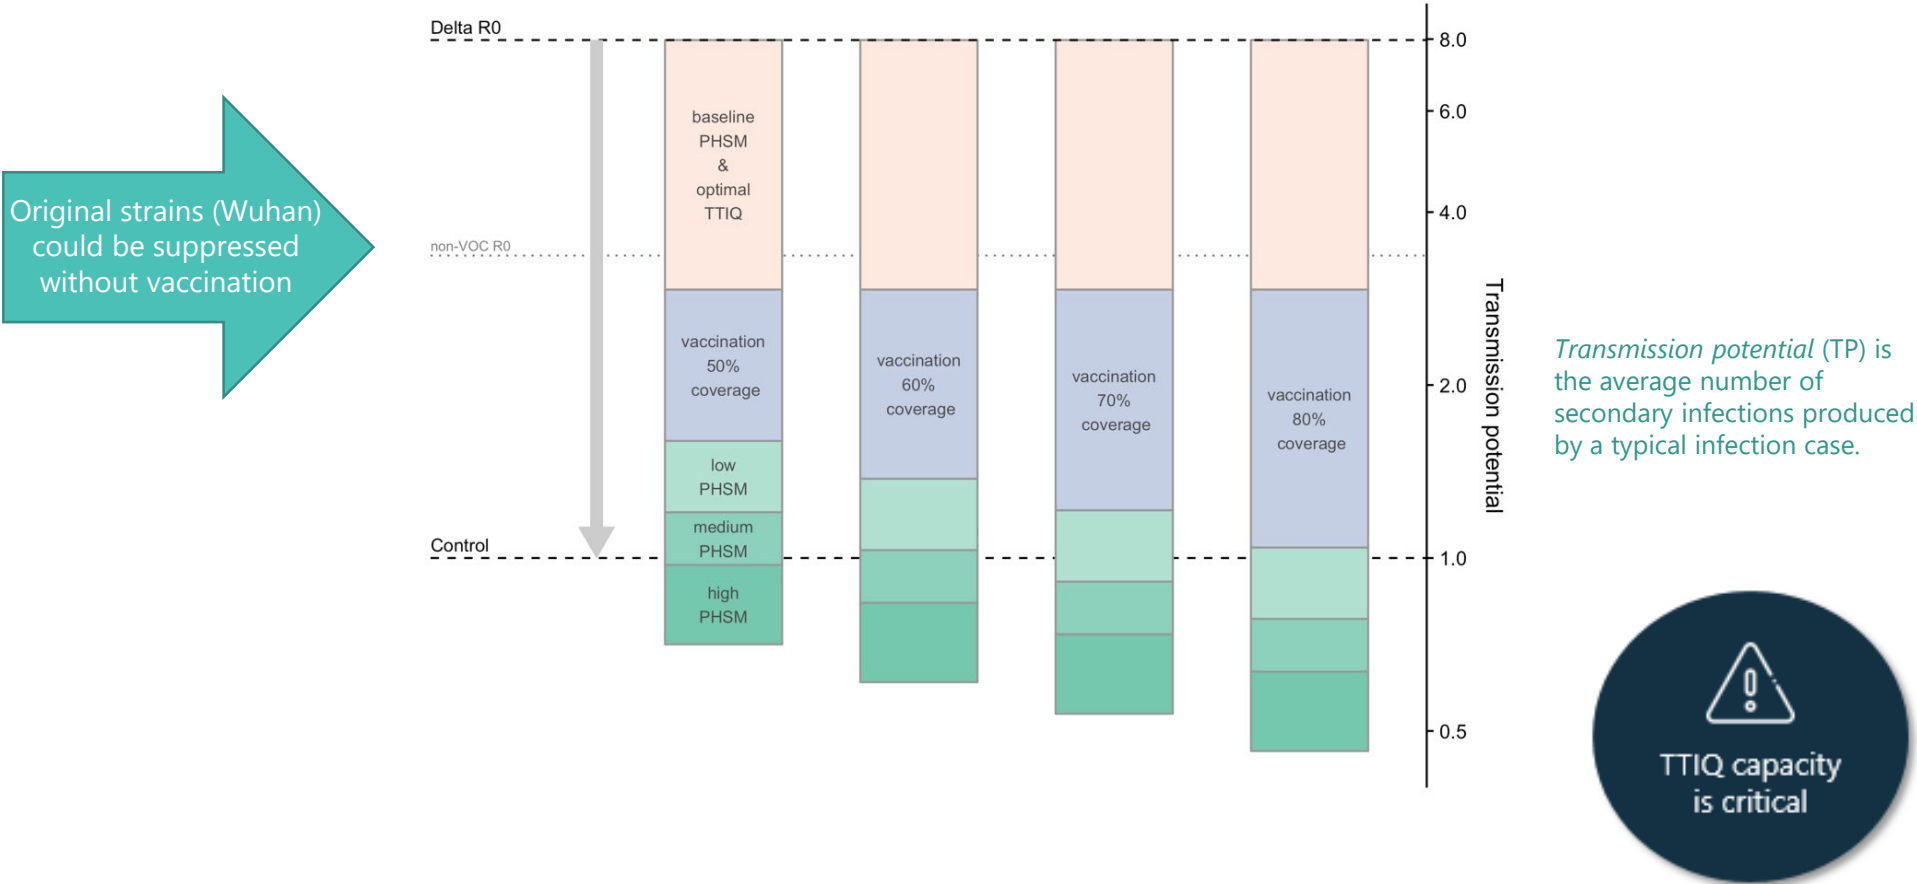 Original strains (Wuhan)
could be suppressed
without vaccination
Delta R0
non-VOC R0
Control
baseline
PHSM
&
optimal
TTIQ
vaccination
50%
coverage
low
PHSM
medium
PHSM
high
PHSM
vaccination
60%
coverage
vaccination
70%
coverage
vaccination
80%
coverage
8.0
6.0
4.0
2.0
1.0
0.5
Transmission potential
Transmission potential (TP) is
the average number of
secondary infections produced
by a typical infection case.
TTIQ capacity
is critical